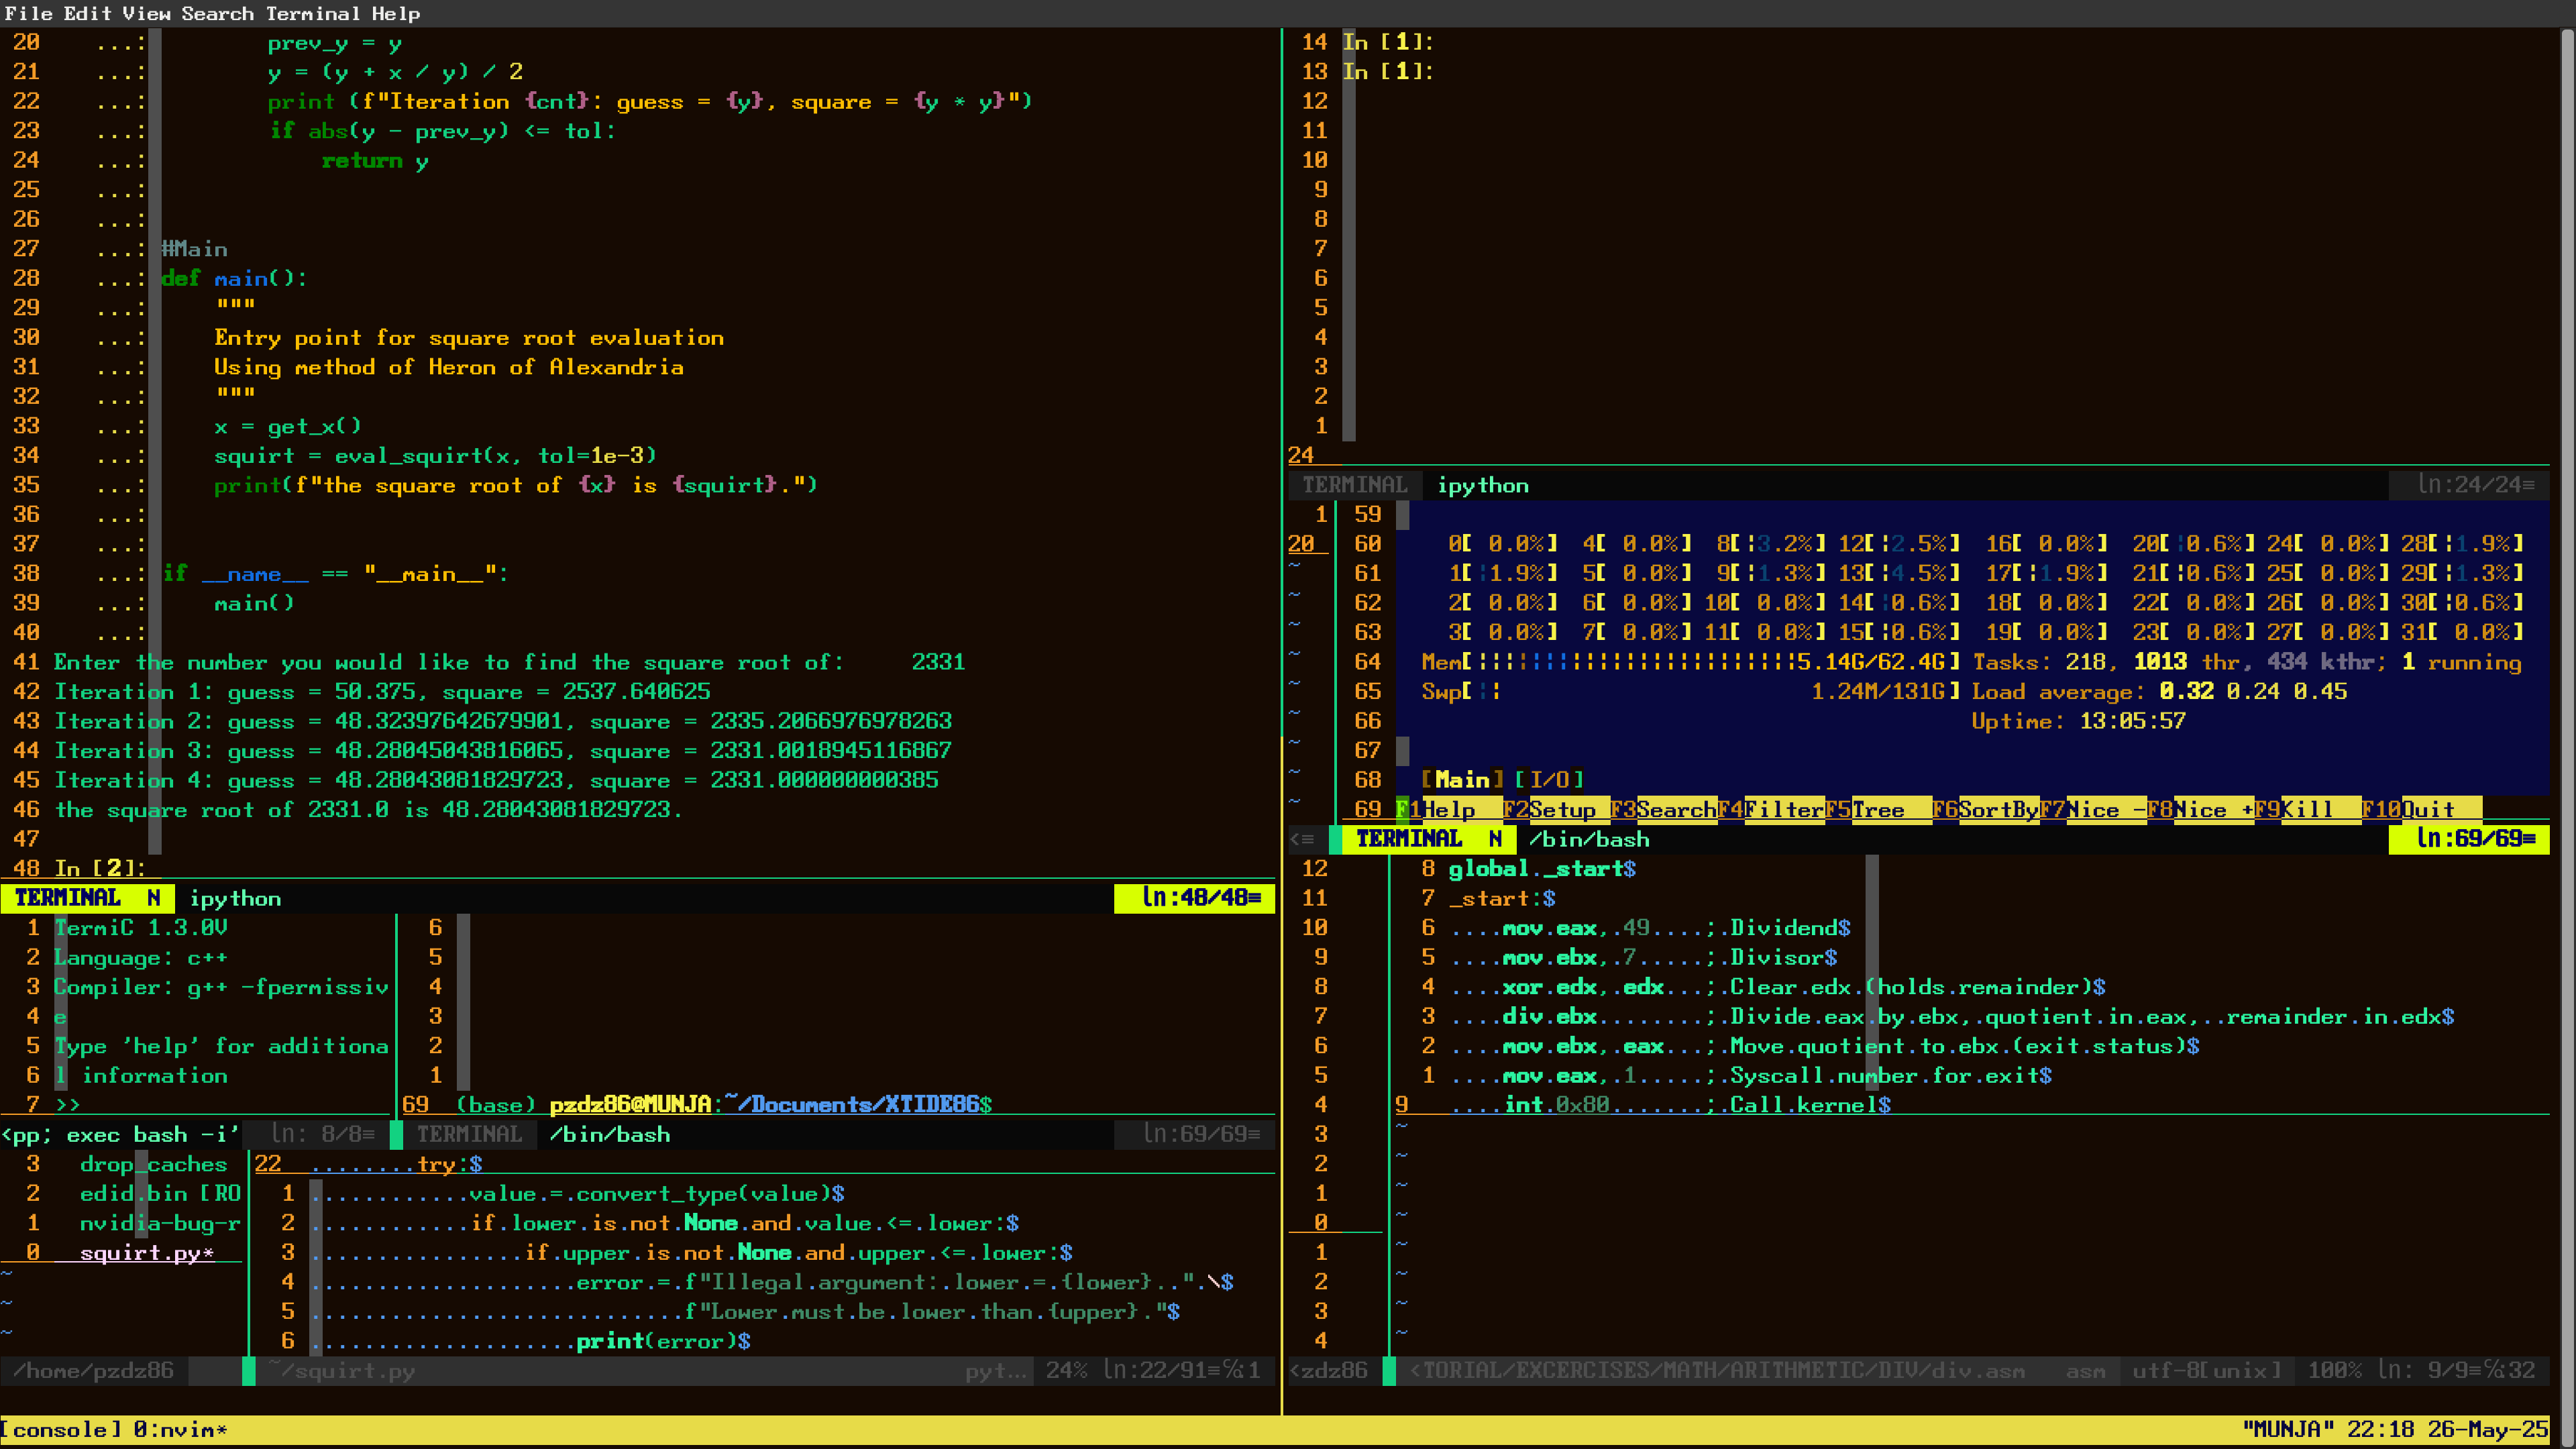 File Edit View Search Terminal Help
20 ...: prev_y = y
21 ...: y = (y + x / y) / 2
22 ...: print (f"Iteration {cnt}: guess = {y}, square = {y * y}")
23 ...: if abs(y - prev_y) <= tol:
24 ...: return y
25 ...:
26 ...:
27 ...: #Main
28 ...: def main():
29 ...: """
30 ...: Entry point for square root evaluation
31 ...: Using method of Heron of Alexandria
32 ...: """
33 ...: x = get_x()
34 ...: squirt = eval_squirt(x, tol=1e-3)
35 ...: print(f"the square root of {x} is {squirt}.")
36 ...:
37 ...:
38 ...: if __name__ == "__main__":
39 ...: main()
40 ...:
41 Enter the number you would like to find the square root of: 2331
42 Iteration 1: guess = 50.375, square = 2537.640625
43 Iteration 2: guess = 48.32397642679901, square = 2335.2066976978263
44 Iteration 3: guess = 48.28045043816065, square = 2331.0018945116867
45 Iteration 4: guess = 48.28043081829723, square = 2331.000000000385
46 the square root of 2331.0 is 48.28043081829723.
47
48 In [2]:
TERMINAL N ipython ln:48/48≡
1 TermiC 1.3.0V
2 Language: c++
3 Compiler: g++ -fpermissiv
4 e
5 Type 'help' for additiona
6 l information
7 >>
<pp; exec bash -i' ln: 8/8≡
6
5
4
3
2
1
69 (base) pzdz86@MUNJA:~/Documents/XTIDE86$
TERMINAL /bin/bash ln:69/69≡
3 drop_caches
2 edid.bin [RO
1 nvidia-bug-r
0 squirt.py*
~
~
~
/home/pzdz86
22 ........try:$
1 ............value.=.convert_type(value)$
2 ............if.lower.is.not.None.and.value.<=.lower:$
3 ................if.upper.is.not.None.and.upper.<=.lower:$
4 ....................error.=.f"Illegal.argument:.lower.=.{lower}..".\$
5 ............................f"Lower.must.be.lower.than.{upper}."$
6 ....................print(error)$
~/squirt.py pyt... 24% ln:22/91≡℅:1
14 In [1]:
13 In [1]:
12
11
10
9
8
7
6
5
4
3
2
1
24
TERMINAL ipython ln:24/24≡
1
20
~
~
~
~
~
~
~
~
~
<≡
59
60 0[ 0.0%] 4[ 0.0%] 8[|3.2%] 12[|2.5%] 16[ 0.0%] 20[|0.6%] 24[ 0.0%] 28[|1.9%]
61 1[|1.9%] 5[ 0.0%] 9[|1.3%] 13[|4.5%] 17[|1.9%] 21[|0.6%] 25[ 0.0%] 29[|1.3%]
62 2[ 0.0%] 6[ 0.0%] 10[ 0.0%] 14[|0.6%] 18[ 0.0%] 22[ 0.0%] 26[ 0.0%] 30[|0.6%]
63 3[ 0.0%] 7[ 0.0%] 11[ 0.0%] 15[|0.6%] 19[ 0.0%] 23[ 0.0%] 27[ 0.0%] 31[ 0.0%]
64 Mem[||||||||||||||||||||||||5.14G/62.4G] Tasks: 218, 1013 thr, 434 kthr; 1 running
65 Swp[|| 1.24M/131G] Load average: 0.32 0.24 0.45
66 Uptime: 13:05:57
67
68 [Main] [I/O]
69 F1Help F2Setup F3SearchF4FilterF5Tree F6SortByF7Nice -F8Nice +F9Kill F10Quit
TERMINAL N /bin/bash ln:69/69≡
12
11
10
9
8
7
6
5
4
3
2
1
0
1
2
3
4
<zdz86
8 global._start$
7 _start:$
6 ....mov.eax,.49....;.Dividend$
5 ....mov.ebx,.7.....;.Divisor$
4 ....xor.edx,.edx...;.Clear.edx.(holds.remainder)$
3 ....div.ebx........;.Divide.eax.by.ebx,.quotient.in.eax,..remainder.in.edx$
2 ....mov.ebx,.eax...;.Move.quotient.to.ebx.(exit.status)$
1 ....mov.eax,.1.....;.Syscall.number.for.exit$
9 ....int.0x80.......;.Call.kernel$
~
~
~
~
~
~
~
~
<TORIAL/EXCERCISES/MATH/ARITHMETIC/DIV/div.asm asm utf-8[unix] 100% ln: 9/9≡℅:32
[console] 0:nvim* "MUNJA" 22:18 26-May-25